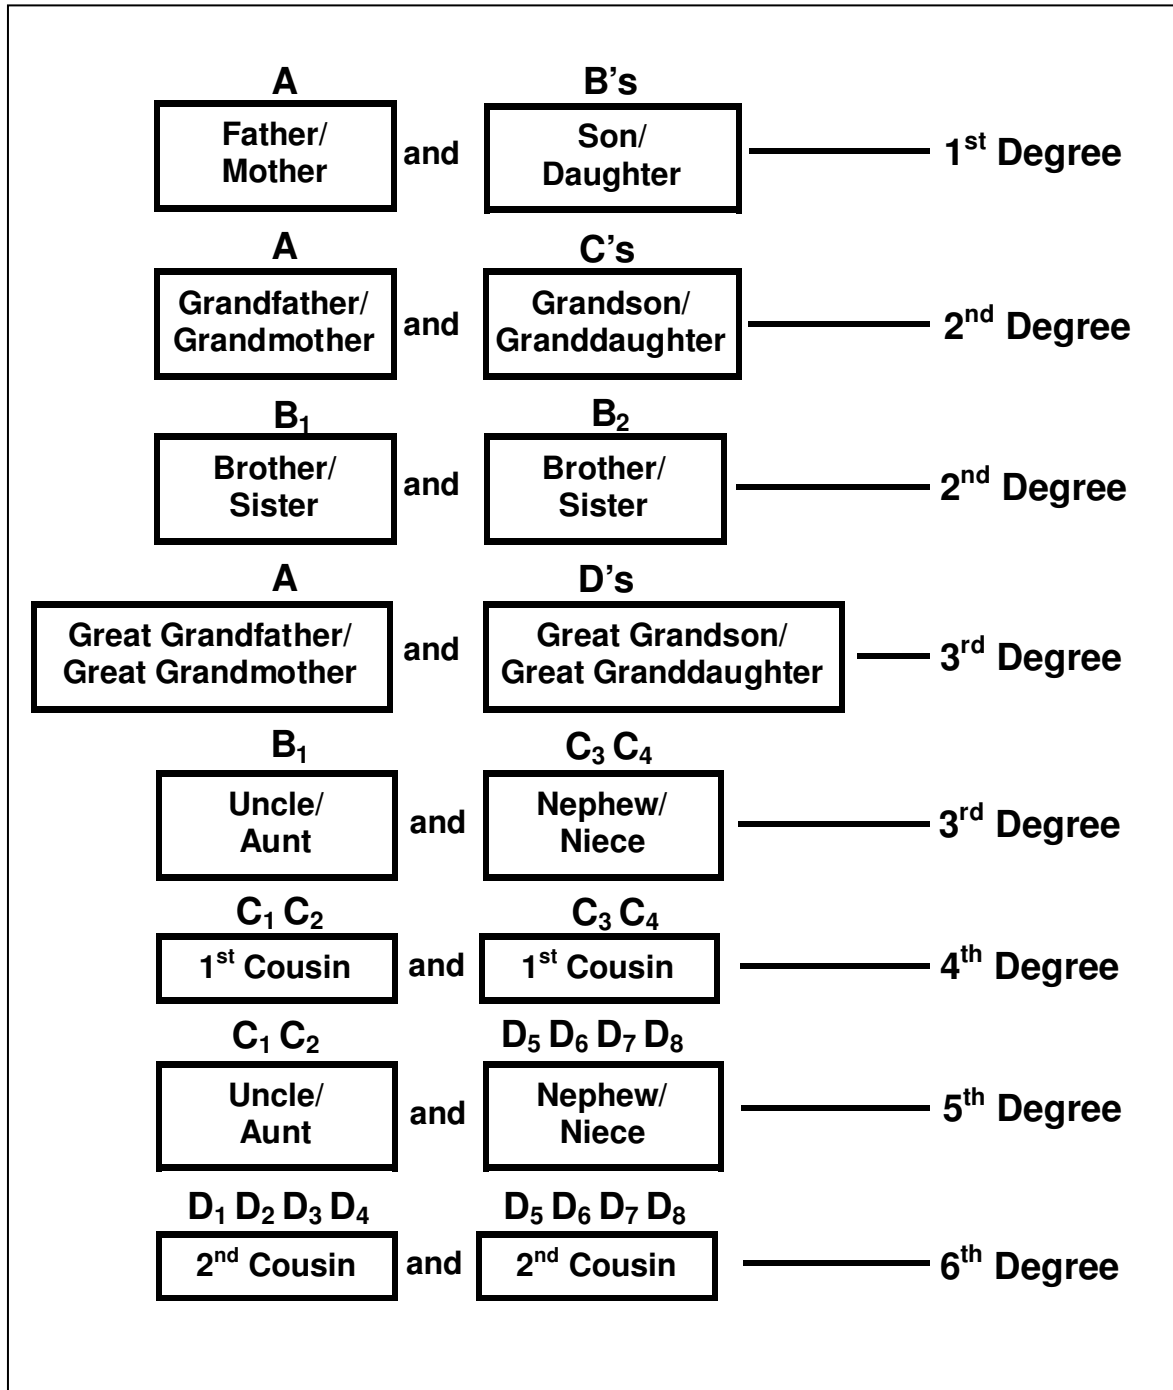 A B's
Father/ Mother and Son/ Daughter 1st Degree
A C's
Grandfather/ Grandmother and Grandson/ Granddaughter 2nd Degree
B1 B2
Brother/ Sister and Brother/ Sister 2nd Degree
A D's
Great Grandfather/ Great Grandmother and Great Grandson/ Great Granddaughter 3rd Degree
B1 C3 C4
Uncle/ Aunt and Nephew/ Niece 3rd Degree
C1 C2 C3 C4
1st Cousin and 1st Cousin 4th Degree
C1 C2 D5 D6 D7 D8
Uncle/ Aunt and Nephew/ Niece 5th Degree
D1 D2 D3 D4 D5 D6 D7 D8
2nd Cousin and 2nd Cousin 6th Degree